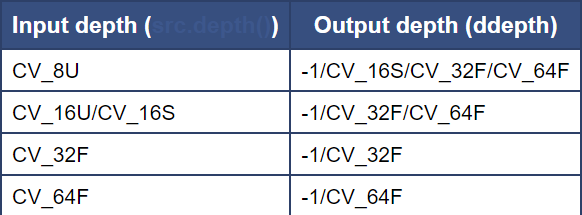 Input depth (src.depth()) Output depth (ddepth)
CV_8U -1/CV_16S/CV_32F/CV_64F
CV_16U/CV_16S -1/CV_32F/CV_64F
CV_32F -1/CV_32F
CV_64F -1/CV_64F